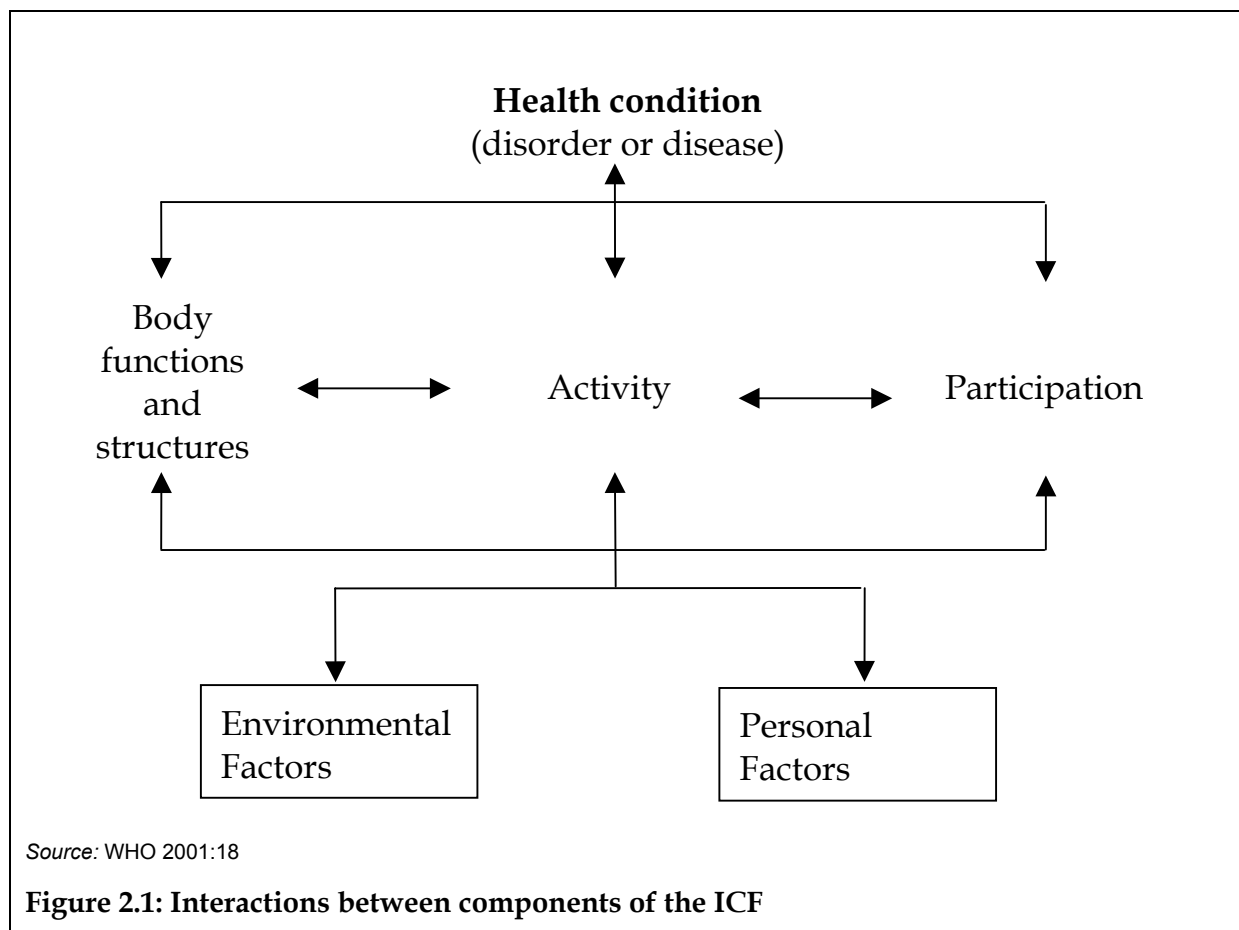 Health condition
(disorder or disease)
Body
functions
and
structures
Activity
Participation
Environmental
Factors
Personal
Factors
Source: WHO 2001:18
Figure 2.1: Interactions between components of the ICF